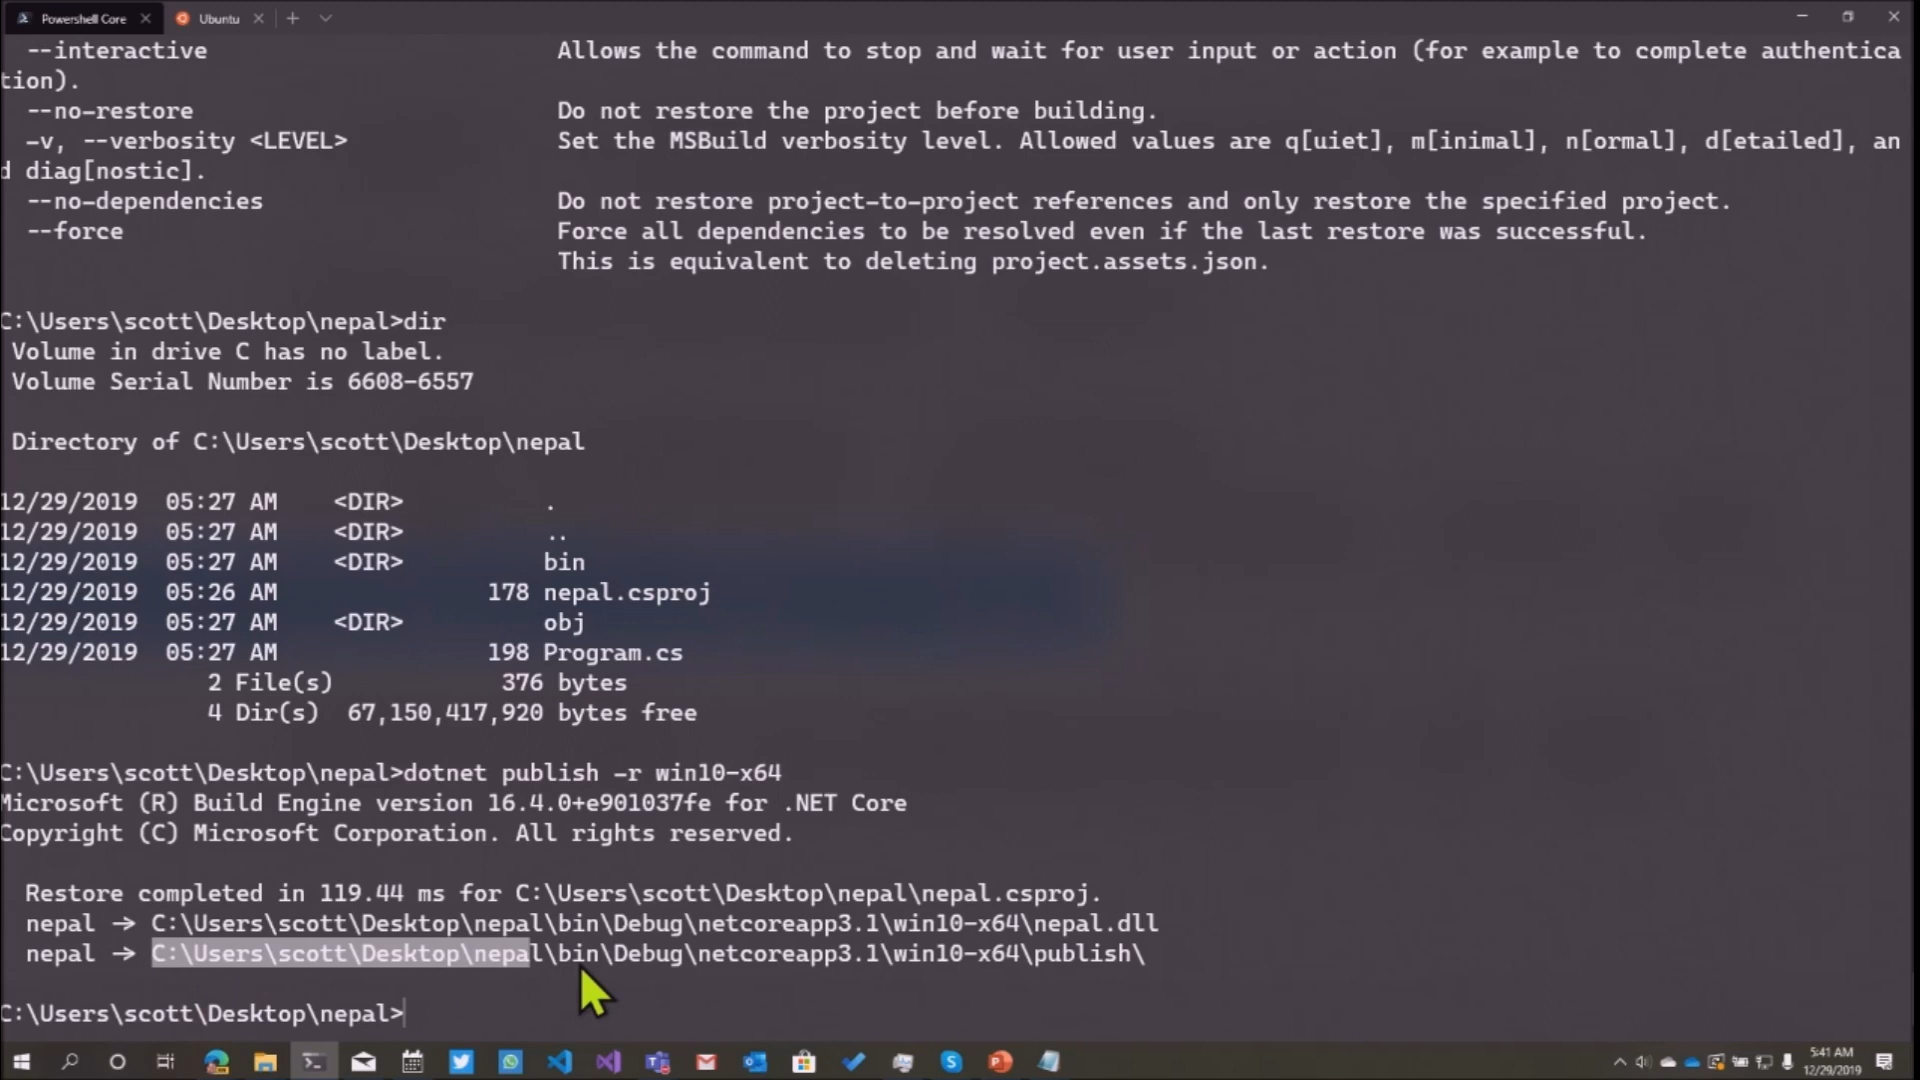 Powershell Core
Ubuntu
--interactive Allows the command to stop and wait for user input or action (for example to complete authentica
tion).
--no-restore Do not restore the project before building.
-v, --verbosity <LEVEL> Set the MSBuild verbosity level. Allowed values are q[uiet], m[inimal], n[ormal], d[etailed], an
d diag[nostic].
--no-dependencies Do not restore project-to-project references and only restore the specified project.
--force Force all dependencies to be resolved even if the last restore was successful.
This is equivalent to deleting project.assets.json.
C:\Users\scott\Desktop\nepal>dir
Volume in drive C has no label.
Volume Serial Number is 6608-6557
Directory of C:\Users\scott\Desktop\nepal
12/29/2019 05:27 AM <DIR> .
12/29/2019 05:27 AM <DIR> ..
12/29/2019 05:27 AM <DIR> bin
12/29/2019 05:26 AM 178 nepal.csproj
12/29/2019 05:27 AM <DIR> obj
12/29/2019 05:27 AM 198 Program.cs
2 File(s) 376 bytes
4 Dir(s) 67,150,417,920 bytes free
C:\Users\scott\Desktop\nepal>dotnet publish -r win10-x64
Microsoft (R) Build Engine version 16.4.0+e901037fe for .NET Core
Copyright (C) Microsoft Corporation. All rights reserved.
Restore completed in 119.44 ms for C:\Users\scott\Desktop\nepal\nepal.csproj.
nepal -> C:\Users\scott\Desktop\nepal\bin\Debug\netcoreapp3.1\win10-x64\nepal.dll
nepal -> C:\Users\scott\Desktop\nepal\bin\Debug\netcoreapp3.1\win10-x64\publish\
C:\Users\scott\Desktop\nepal>
5:41 AM
12/29/2019